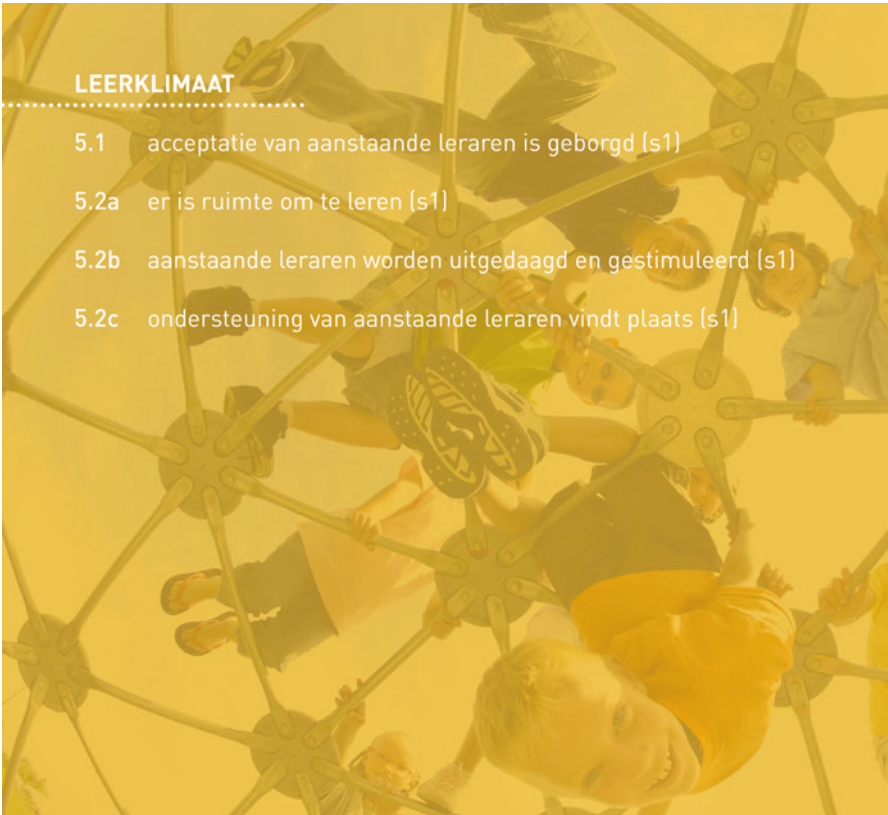 LEERKLIMAAT
5.1 acceptatie van aanstaande leraren is geborgd (s1)
5.2a er is ruimte om te leren (s1)
5.2b aanstaande leraren worden uitgedaagd en gestimuleerd (s1)
5.2c ondersteuning van aanstaande leraren vindt plaats (s1)